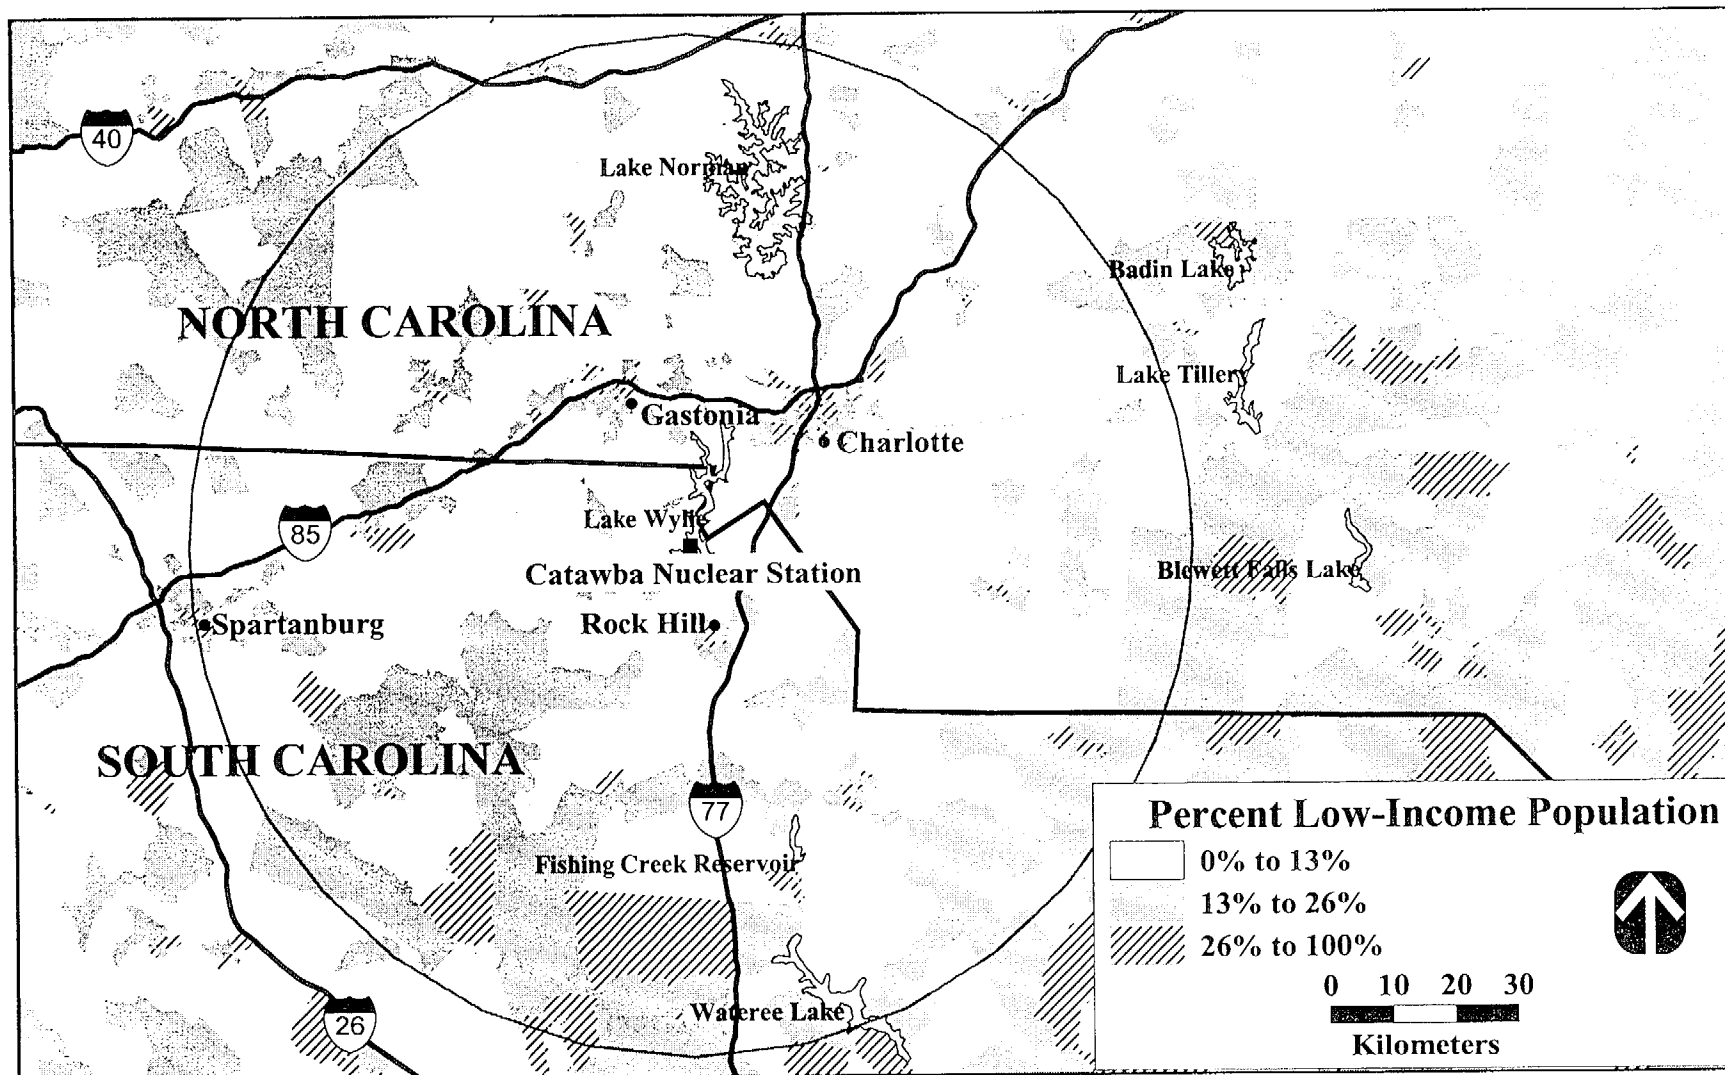 40
Lake Norman
Badin Lake
NORTH CAROLINA
Lake Tillery
Gastonia
Charlotte
85
Lake Wylie
Catawba Nuclear Station
Blewett Falls Lake
Spartanburg
Rock Hill
SOUTH CAROLINA
77
Fishing Creek Reservoir
Wateree Lake
26
Percent Low-Income Population
0% to 13%
13% to 26%
26% to 100%
0 10 20 30
Kilometers